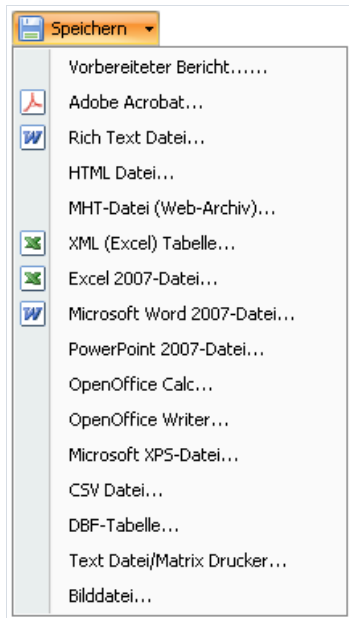 Speichern
Vorbereiteter Bericht......
Adobe Acrobat...
Rich Text Datei...
HTML Datei...
MHT-Datei (Web-Archiv)...
XML (Excel) Tabelle...
Excel 2007-Datei...
Microsoft Word 2007-Datei...
PowerPoint 2007-Datei...
OpenOffice Calc...
OpenOffice Writer...
Microsoft XPS-Datei...
CSV Datei...
DBF-Tabelle...
Text Datei/Matrix Drucker...
Bilddatei...